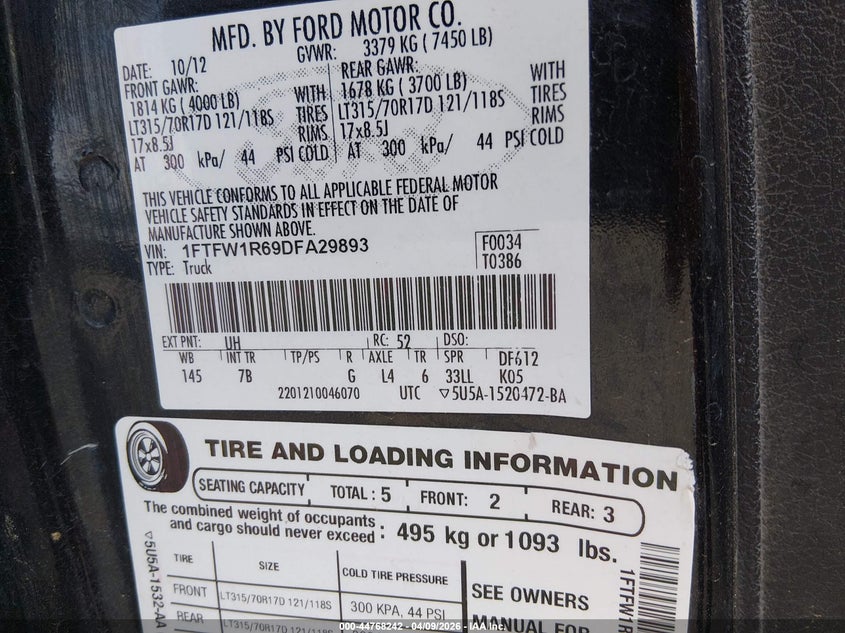 MFD. BY FORD MOTOR CO.
DATE: 10/12 GVWR: 3379 KG (7450 LB)
FRONT GAWR: REAR GAWR:
1814 KG (4000 LB) WITH 1678 KG (3700 LB) WITH
LT315/70R17D 121/118S TIRES LT315/70R17D 121/118S TIRES
17x8.5J RIMS 17x8.5J RIMS
AT 300 kPa/ 44 PSI COLD AT 300 kPa/ 44 PSI COLD
THIS VEHICLE CONFORMS TO ALL APPLICABLE FEDERAL MOTOR
VEHICLE SAFETY STANDARDS IN EFFECT ON THE DATE OF
MANUFACTURE SHOWN ABOVE.
VIN: 1FTFW1R69DFA29893 F0034
TYPE: Truck T0386
EXT PNT: UH RC: 52 DSO:
WB INT TR TP/PS R AXLE TR SPR DF612
145 7B G L4 6 33LL K05
2201210046070 UTC ▽5U5A-1520472-BA
TIRE AND LOADING INFORMATION
SEATING CAPACITY TOTAL : 5 FRONT: 2 REAR: 3
The combined weight of occupants
and cargo should never exceed : 495 kg or 1093 lbs.
TIRE SIZE COLD TIRE PRESSURE
FRONT LT315/70R17D 121/118S 300 KPA, 44 PSI SEE OWNERS
REAR LT315/70R17D 121/118S MANUAL FOR
▽5U5A-1532-AA
1FTFW1R
000-44768242 - 04/09/2026 - IAA Inc.